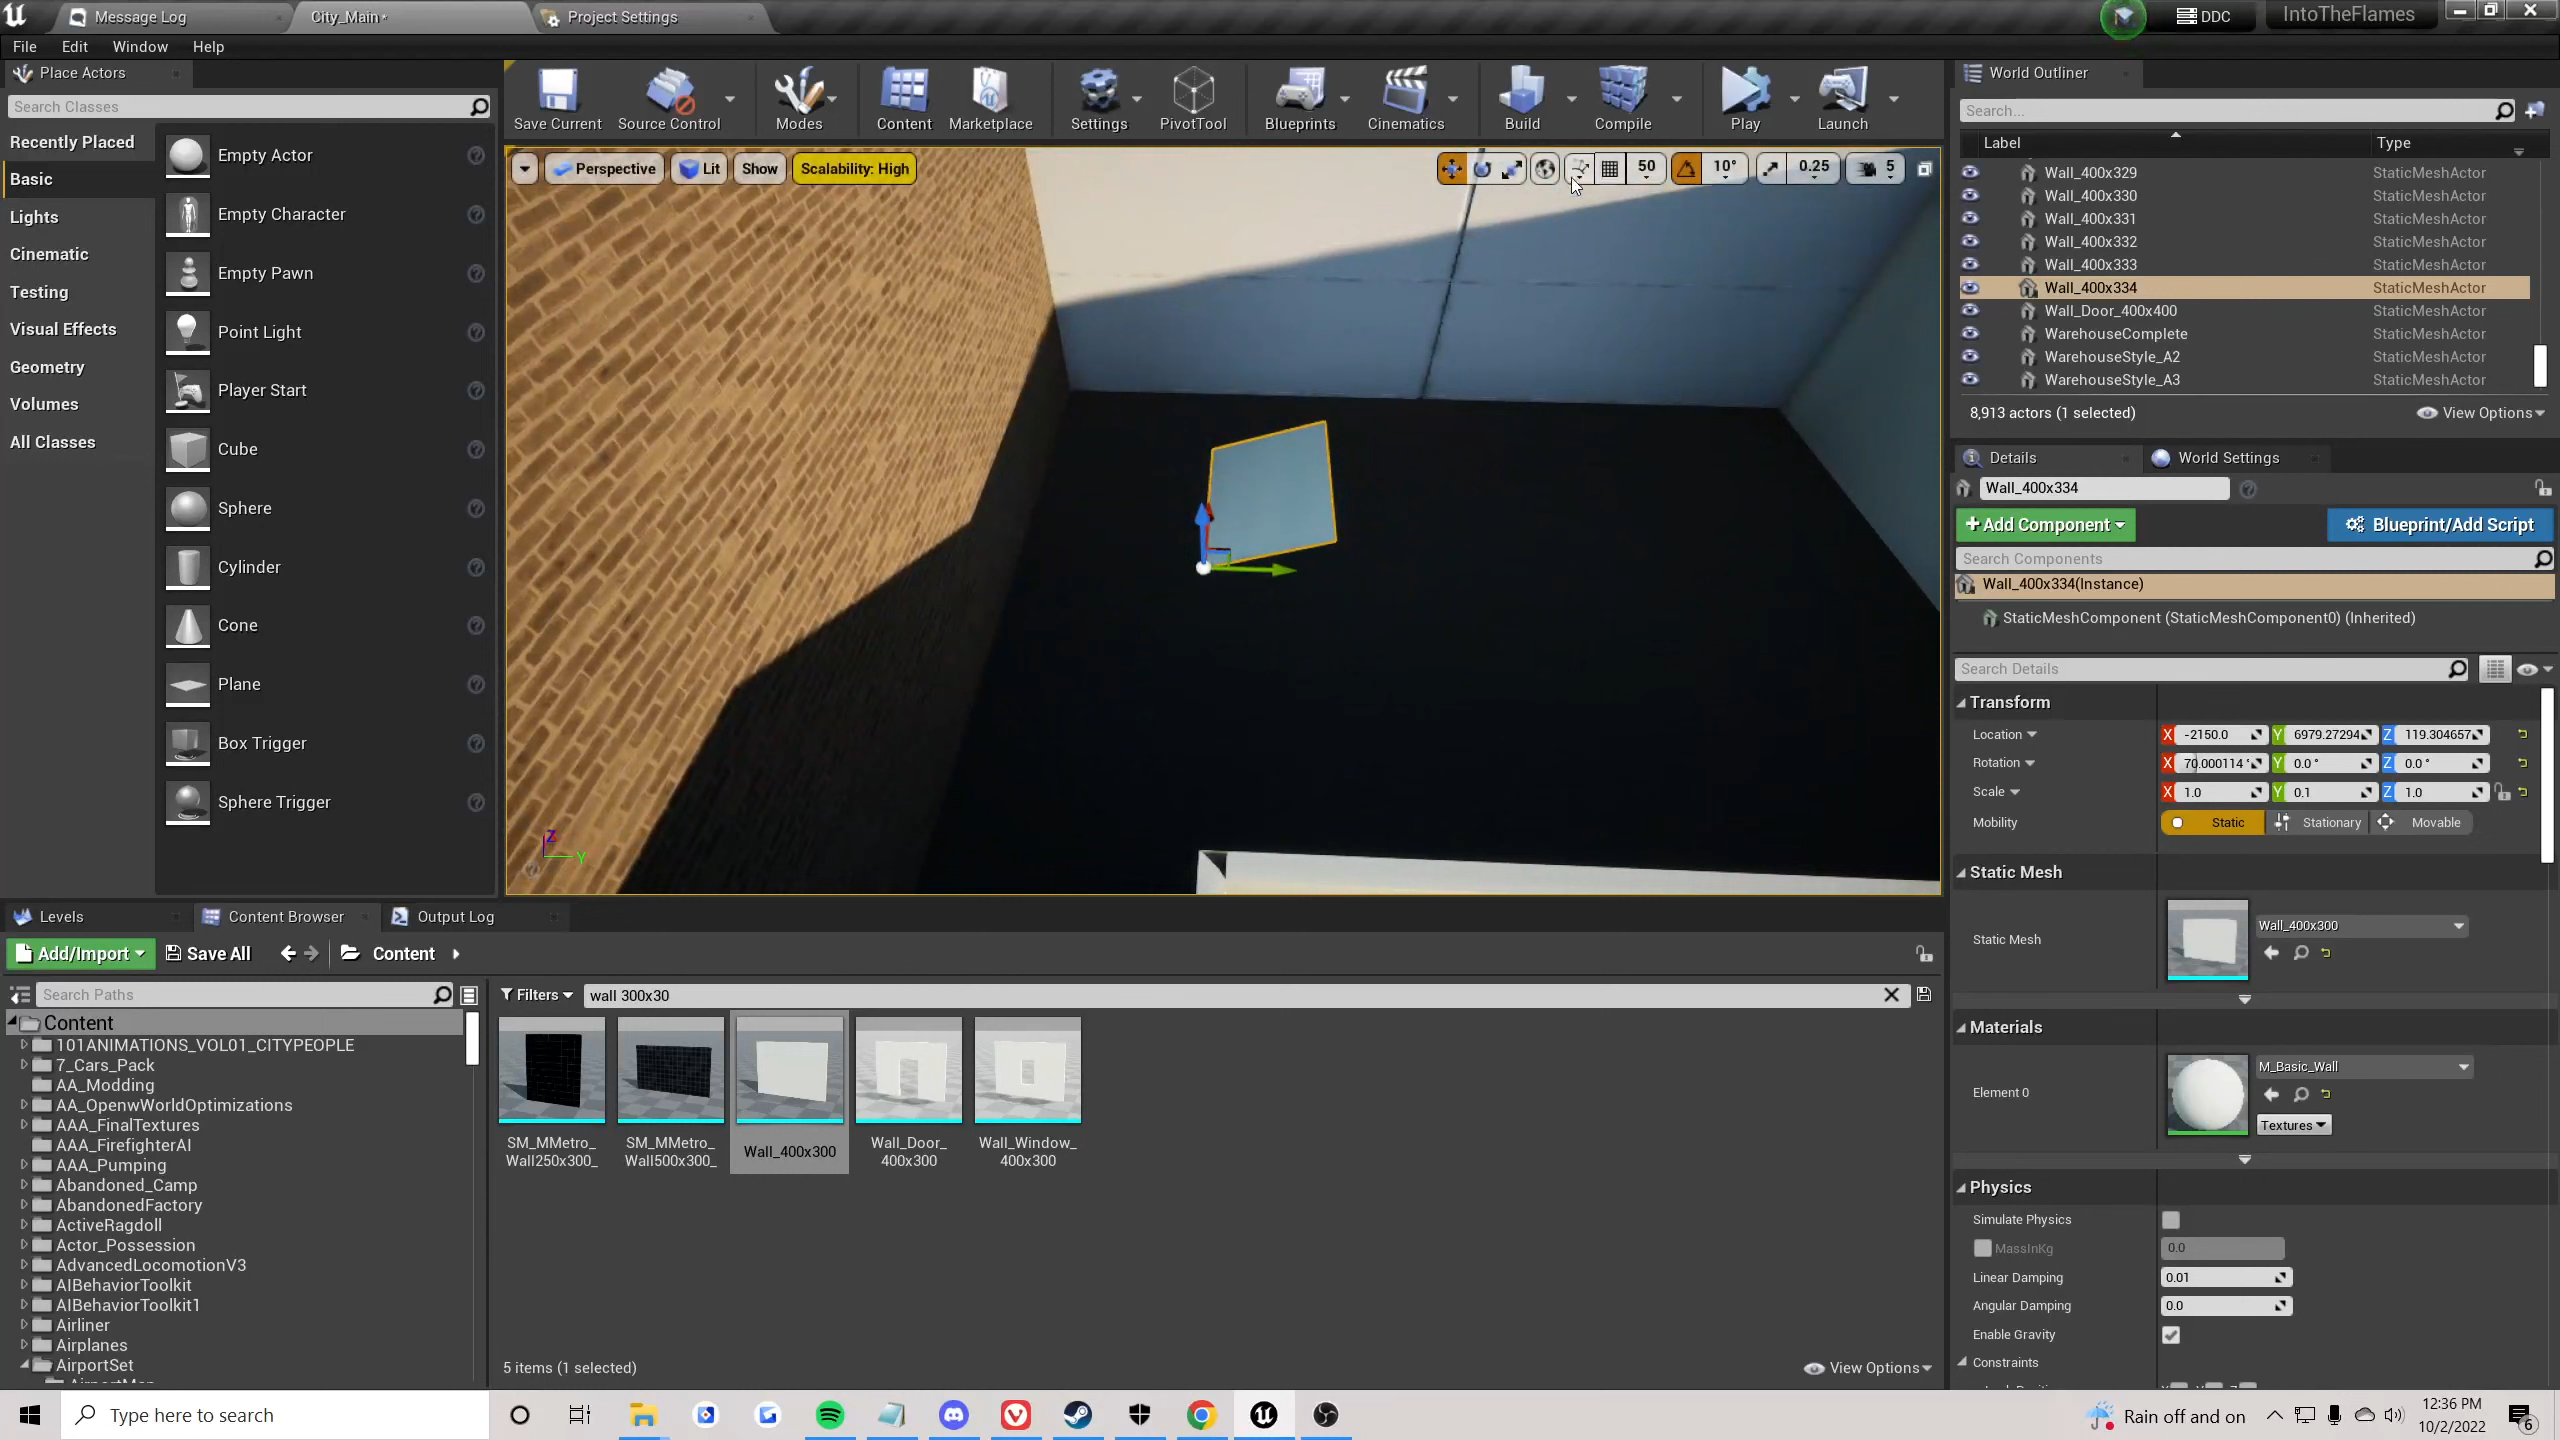 Message Log
City_Main*
Project Settings
DDC
IntoTheFlames
File
Edit
Window
Help
Place Actors
Search Classes
Recently Placed
Basic
Lights
Cinematic
Testing
Visual Effects
Geometry
Volumes
All Classes
Empty Actor
Empty Character
Empty Pawn
Point Light
Player Start
Cube
Sphere
Cylinder
Cone
Plane
Box Trigger
Sphere Trigger
Save Current
Source Control
Modes
Content
Marketplace
Settings
PivotTool
Blueprints
Cinematics
Build
Compile
Play
Launch
Perspective
Lit
Show
Scalability: High
50
10°
0.25
5
Z
Y
World Outliner
Search...
Label
Type
Wall_400x329 StaticMeshActor
Wall_400x330 StaticMeshActor
Wall_400x331 StaticMeshActor
Wall_400x332 StaticMeshActor
Wall_400x333 StaticMeshActor
Wall_400x334 StaticMeshActor
Wall_Door_400x400 StaticMeshActor
WarehouseComplete StaticMeshActor
WarehouseStyle_A2 StaticMeshActor
WarehouseStyle_A3 StaticMeshActor
8,913 actors (1 selected)
View Options
Details
World Settings
Wall_400x334
+Add Component
Blueprint/Add Script
Search Components
Wall_400x334(Instance)
StaticMeshComponent (StaticMeshComponent0) (Inherited)
Search Details
Transform
Location X -2150.0 Y 6979.27294 Z 119.304657
Rotation X 70.000114 ° Y 0.0 ° Z 0.0 °
Scale X 1.0 Y 0.1 Z 1.0
Mobility Static Stationary Movable
Static Mesh
Static Mesh
Wall_400x300
Materials
Element 0
M_Basic_Wall
Textures
Physics
Simulate Physics
MassInKg 0.0
Linear Damping 0.01
Angular Damping 0.0
Enable Gravity
Constraints
Levels
Content Browser
Output Log
Add/Import
Save All
Content
Search Paths
Filters
wall 300x30
Content
101ANIMATIONS_VOL01_CITYPEOPLE
7_Cars_Pack
AA_Modding
AA_OpenwWorldOptimizations
AAA_FinalTextures
AAA_FirefighterAI
AAA_Pumping
Abandoned_Camp
AbandonedFactory
ActiveRagdoll
Actor_Possession
AdvancedLocomotionV3
AIBehaviorToolkit
AIBehaviorToolkit1
Airliner
Airplanes
AirportSet
SM_MMetro_
Wall250x300_
SM_MMetro_
Wall500x300_
Wall_400x300
Wall_Door_
400x300
Wall_Window_
400x300
5 items (1 selected)
View Options
Type here to search
Rain off and on
12:36 PM
10/2/2022
6